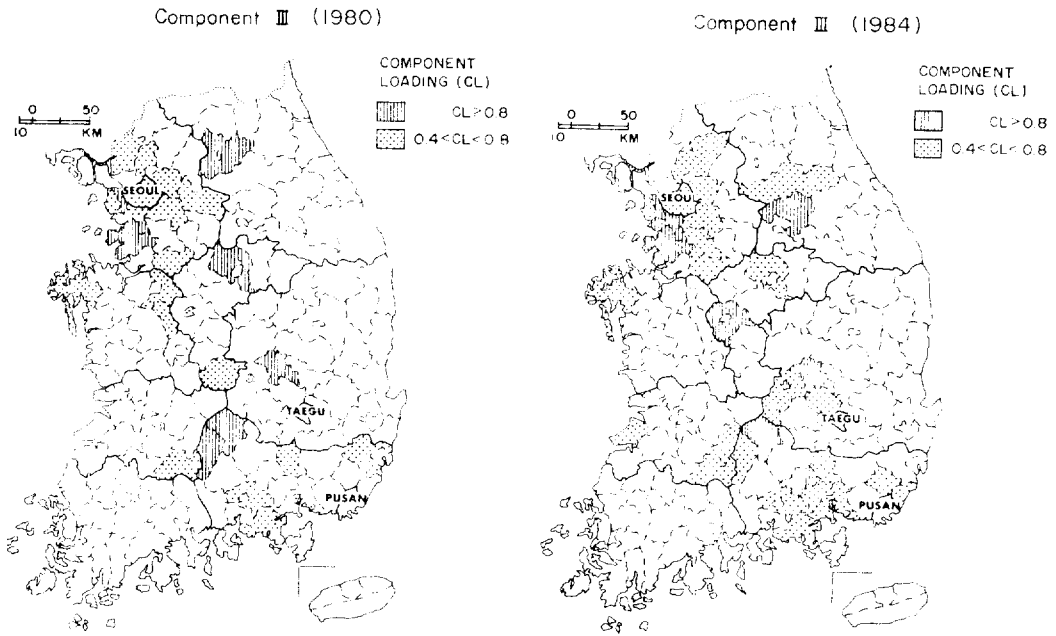 Component Ⅲ (1980)
COMPONENT
LOADING (CL)
CL>0.8
0.4<CL<0.8
0 50
10 KM
SEOUL
TAEGU
PUSAN
Component Ⅲ (1984)
COMPONENT
LOADING (CL)
CL>0.8
0.4<CL<0.8
0 50
10 KM
SEOUL
TAEGU
PUSAN